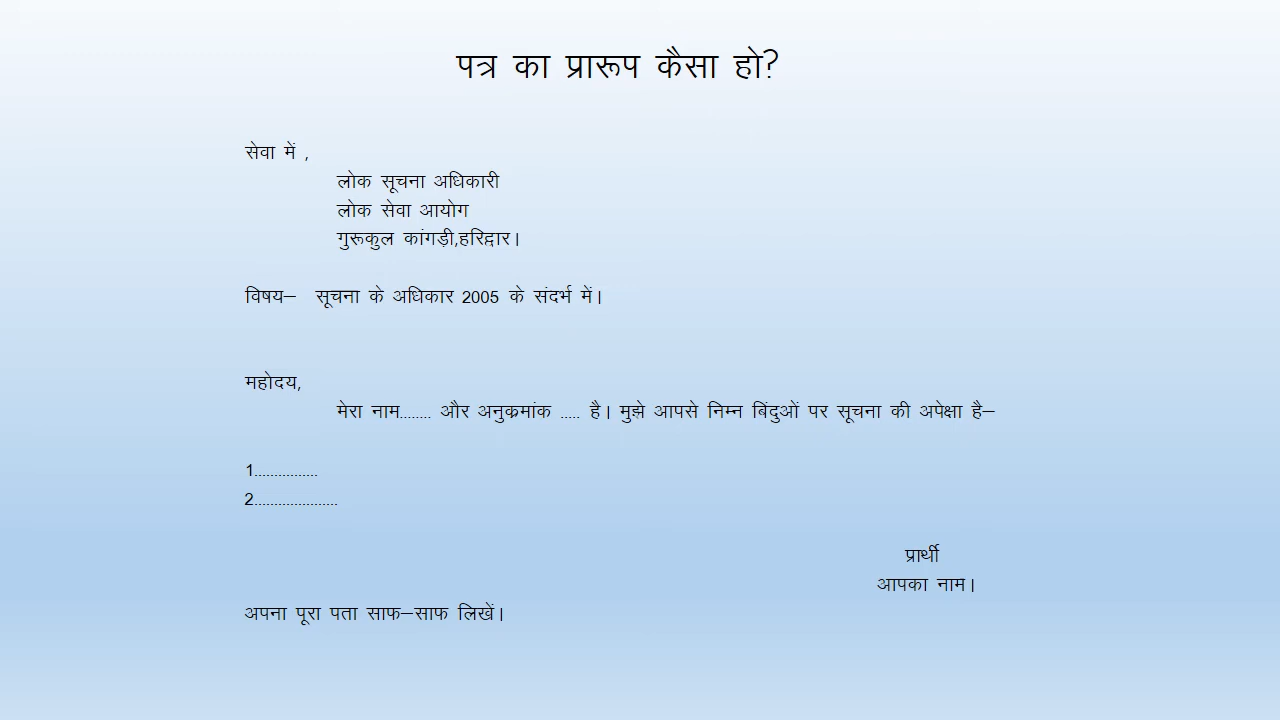 पत्र का प्रारूप कैसा हो?
सेवा में ,
लोक सूचना अधिकारी
लोक सेवा आयोग
गुरूकुल कांगड़ी,हरिद्वार।
विषय– सूचना के अधिकार 2005 के संदर्भ में।
महोदय,
मेरा नाम........ और अनुक्रमांक ..... है। मुझे आपसे निम्न बिंदुओं पर सूचना की अपेक्षा है–
1................
2.....................
प्रार्थी
आपका नाम।
अपना पूरा पता साफ–साफ लिखें।